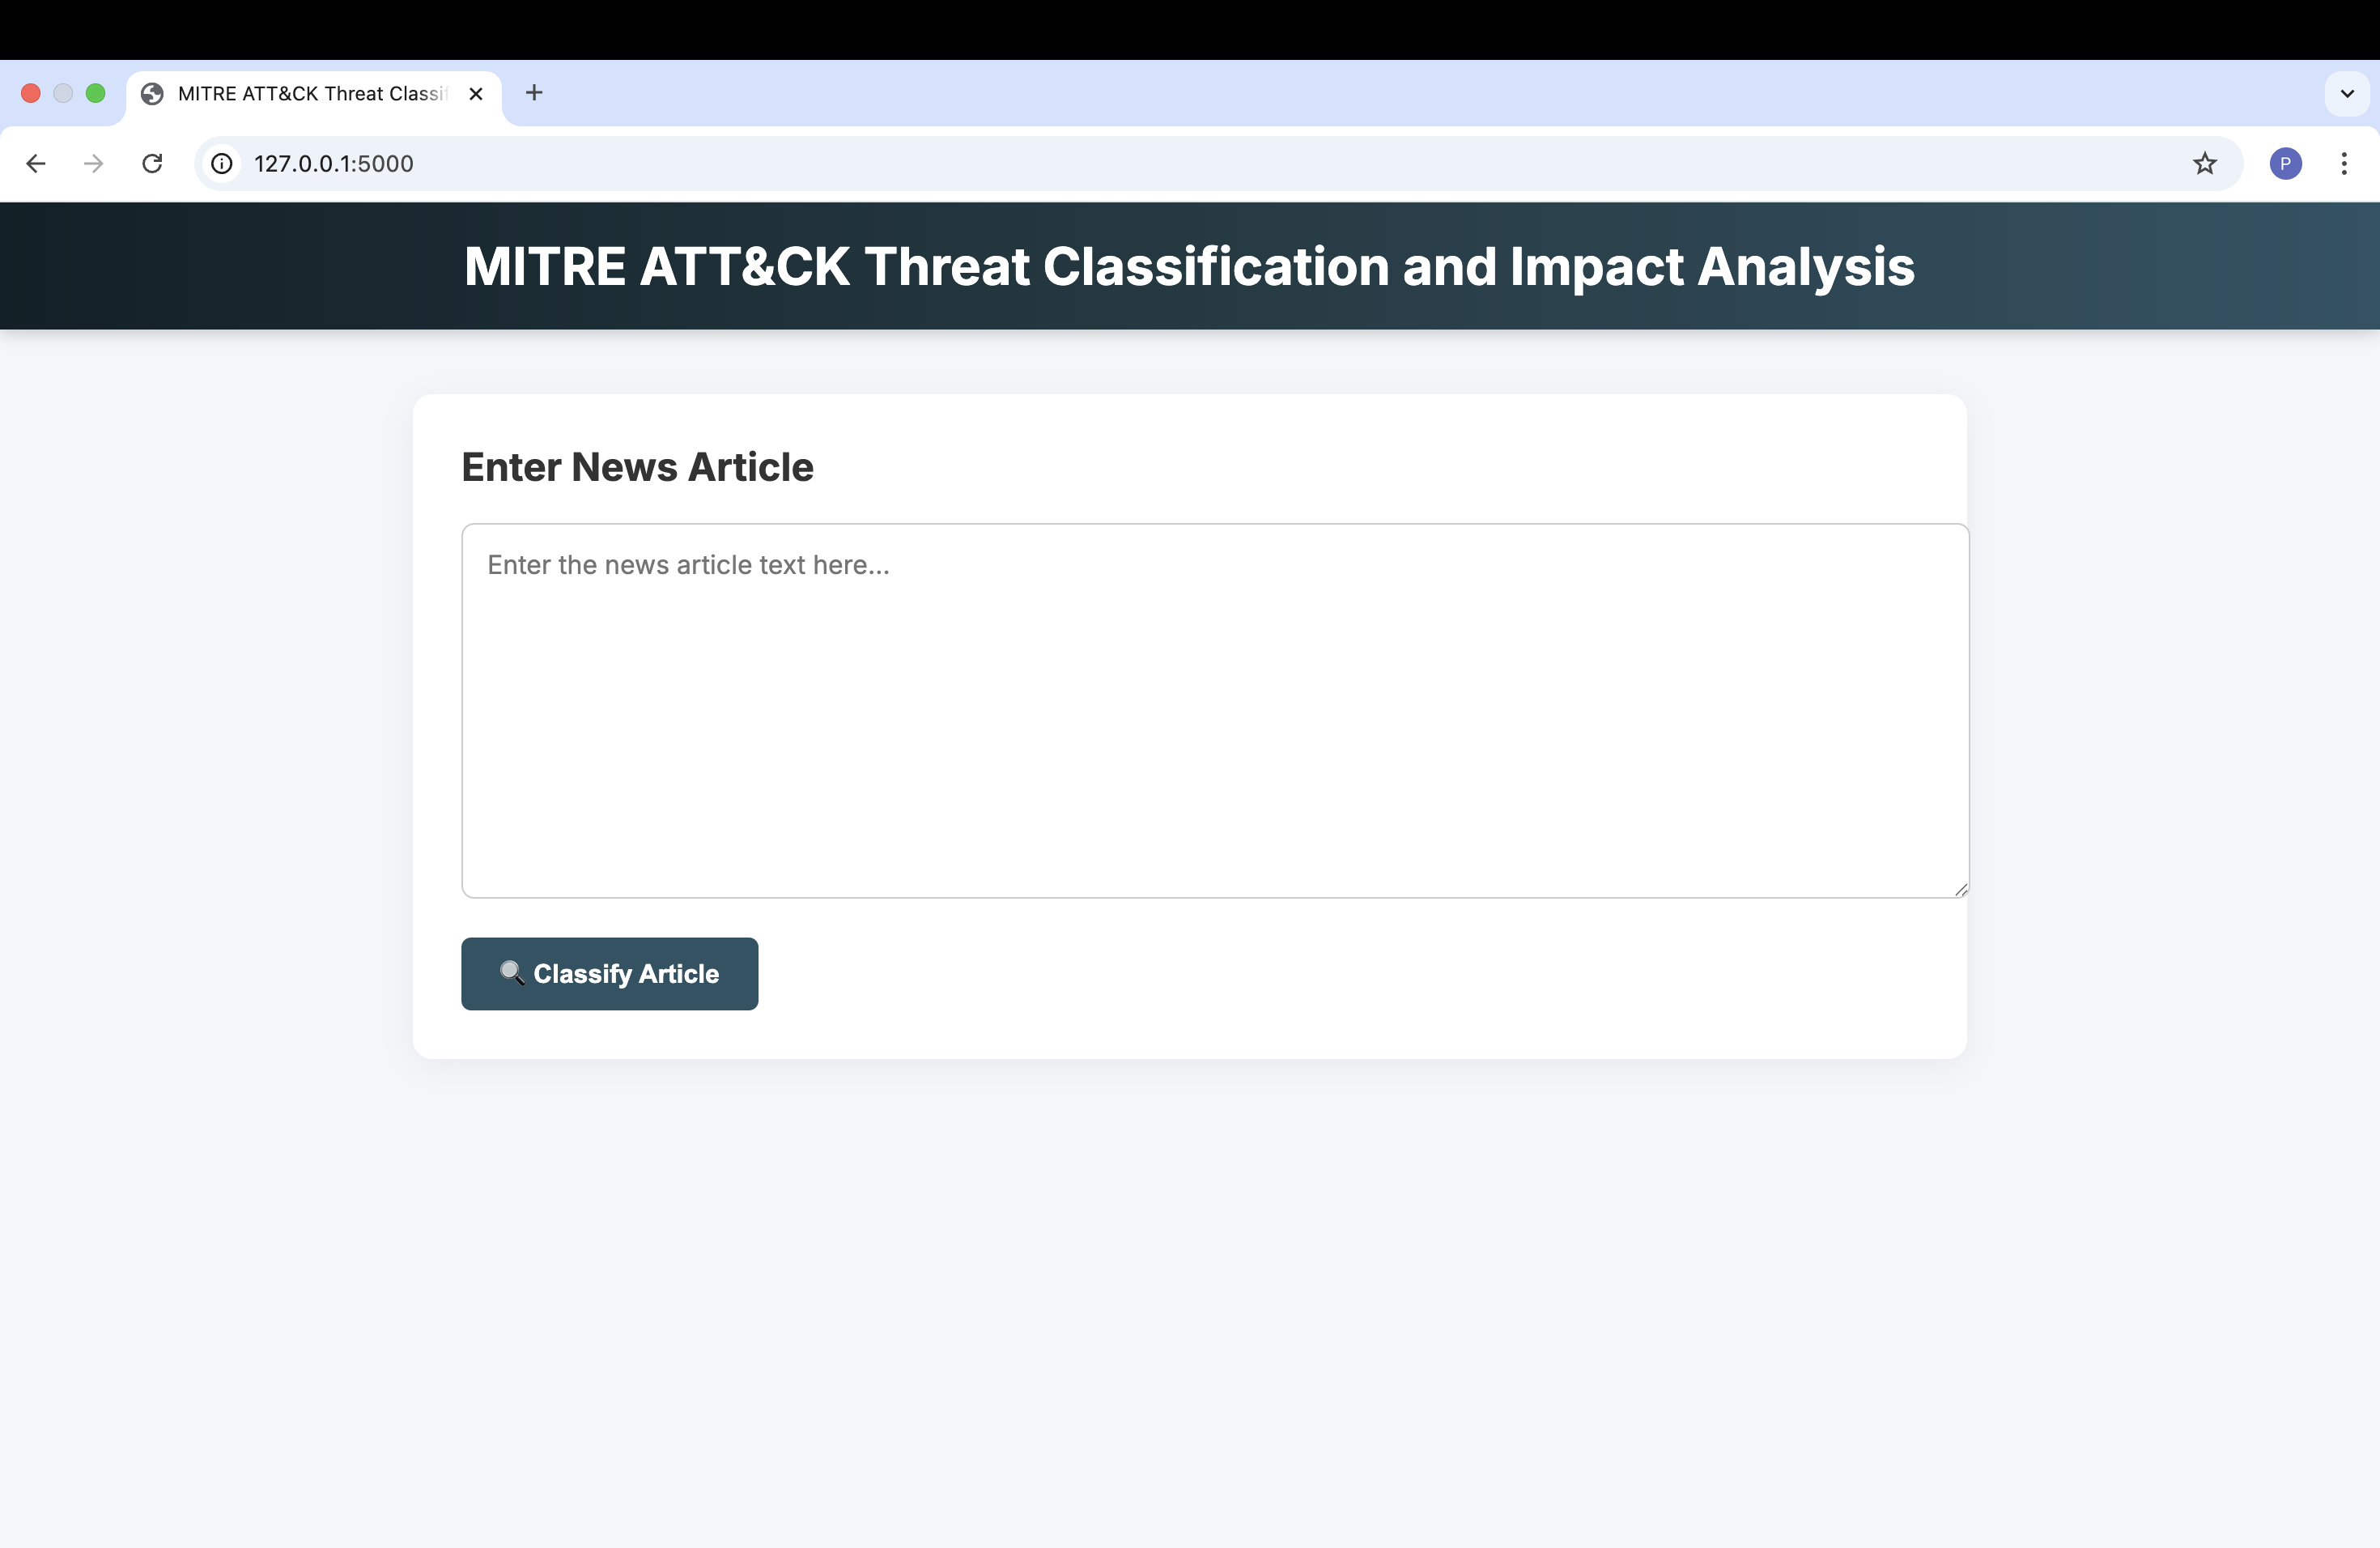 MITRE ATT&CK Threat Classif
127.0.0.1:5000
P
MITRE ATT&CK Threat Classification and Impact Analysis
Enter News Article
Enter the news article text here...
🔍 Classify Article